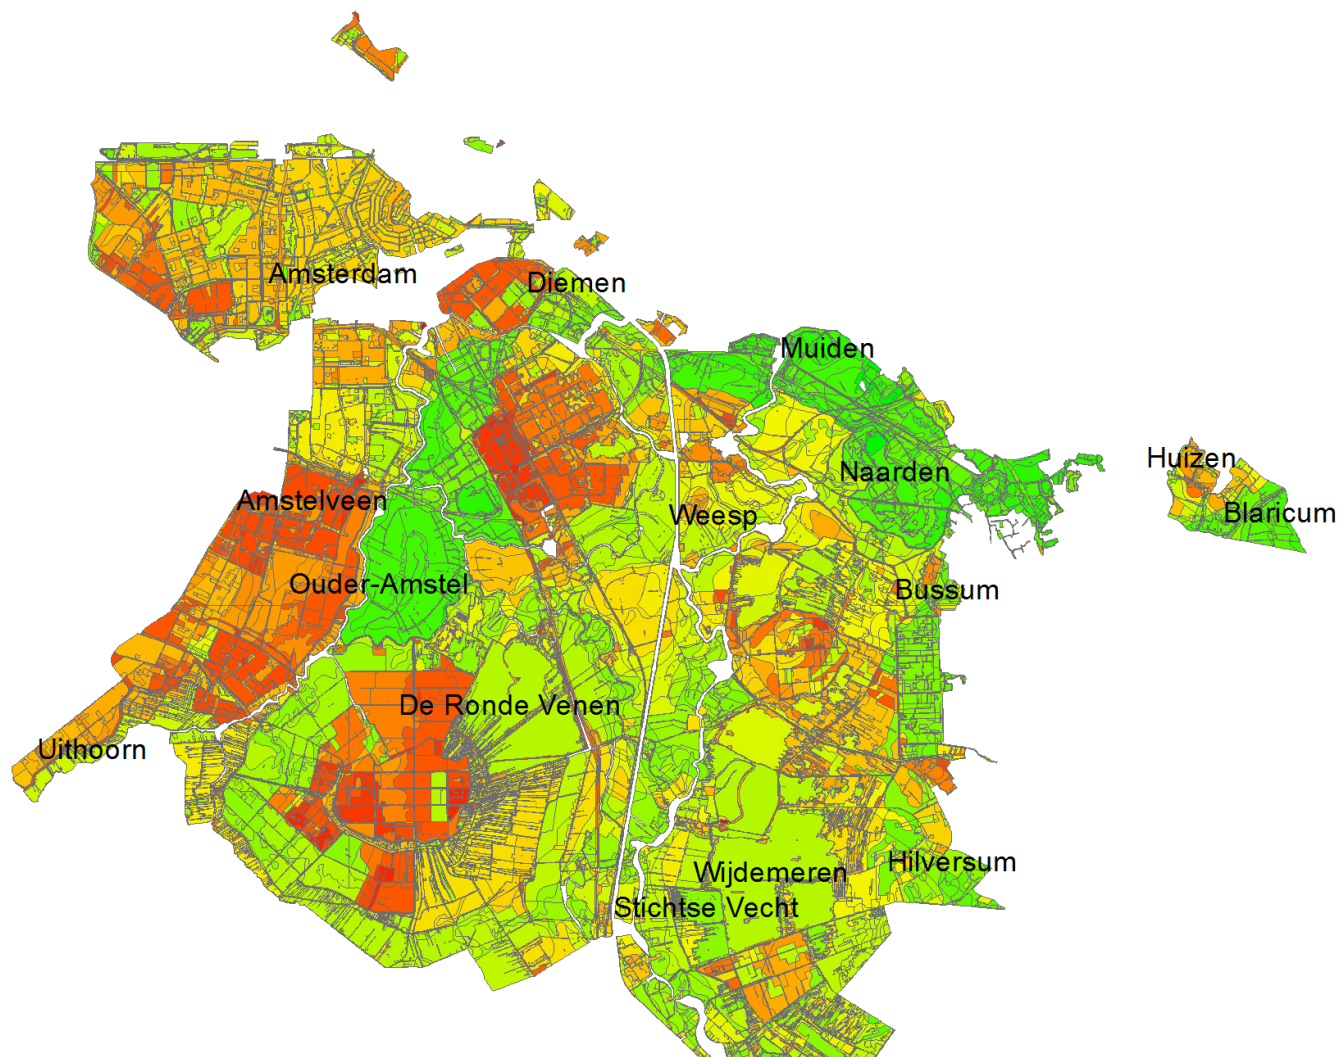 Amsterdam
Diemen
Muiden
Huizen
Naarden
Amstelveen
Weesp
Blaricum
Ouder-Amstel
Bussum
De Ronde Venen
Uithoorn
Hilversum
Wijdemeren
Stichtse Vecht